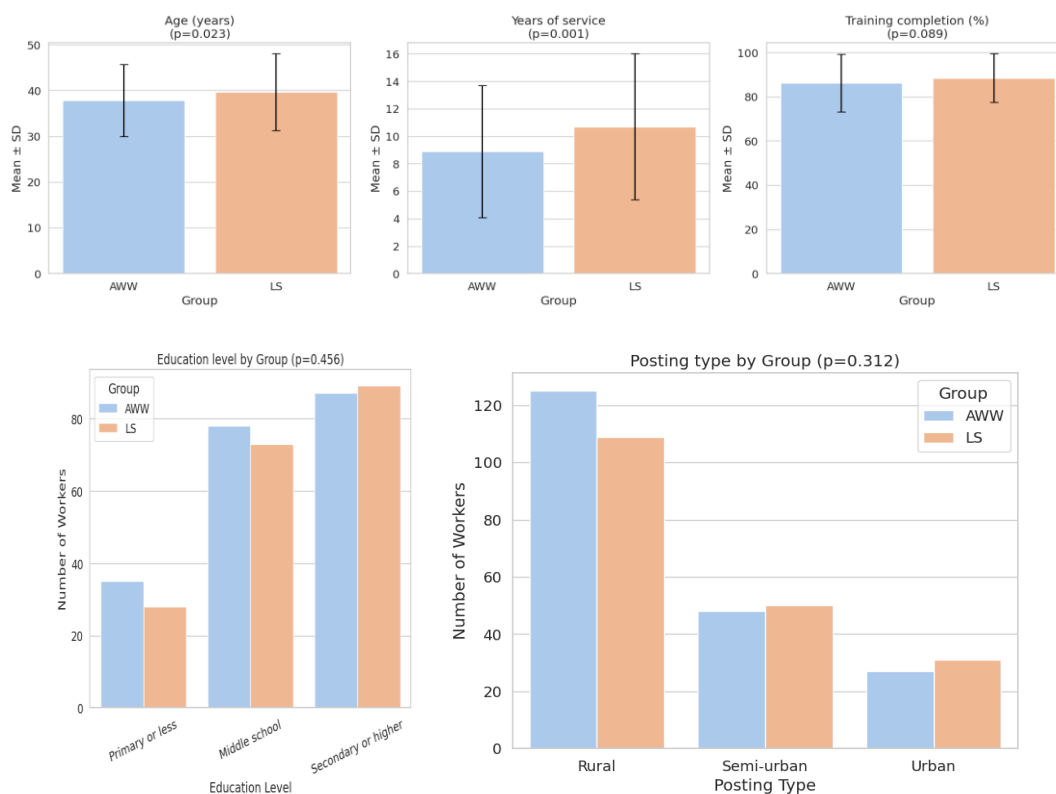 Age (years)
(p=0.023)
50
40
30
20
10
0
Mean ± SD
AWW
LS
Group
Years of service
(p=0.001)
16
14
12
10
8
6
4
2
0
Mean ± SD
AWW
LS
Group
Training completion (%)
(p=0.089)
100
80
60
40
20
0
Mean ± SD
AWW
LS
Group
Education level by Group (p=0.456)
Group
AWW
LS
80
60
40
20
0
Number of Workers
Primary or less
Middle school
Secondary or higher
Education Level
Posting type by Group (p=0.312)
Group
AWW
LS
120
100
80
60
40
20
0
Number of Workers
Rural
Semi-urban
Urban
Posting Type